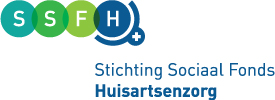 SSFH
Stichting Sociaal Fonds
Huisartsenzorg